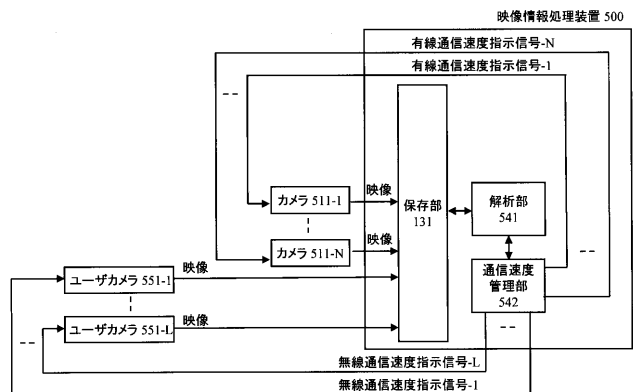 映像情報処理装置 500
有線通信速度指示信号-N
有線通信速度指示信号-1
カメラ 511-1
映像
カメラ 511-N
映像
保存部
131
解析部
541
通信速度
管理部
542
ユーザカメラ 551-1
映像
ユーザカメラ 551-L
映像
無線通信速度指示信号-L
無線通信速度指示信号-1